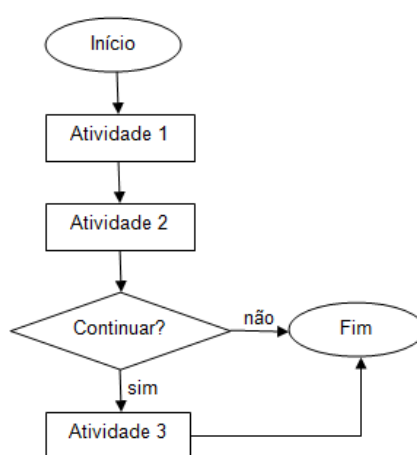 Início
Atividade 1
Atividade 2
Continuar?
não
Fim
sim
Atividade 3